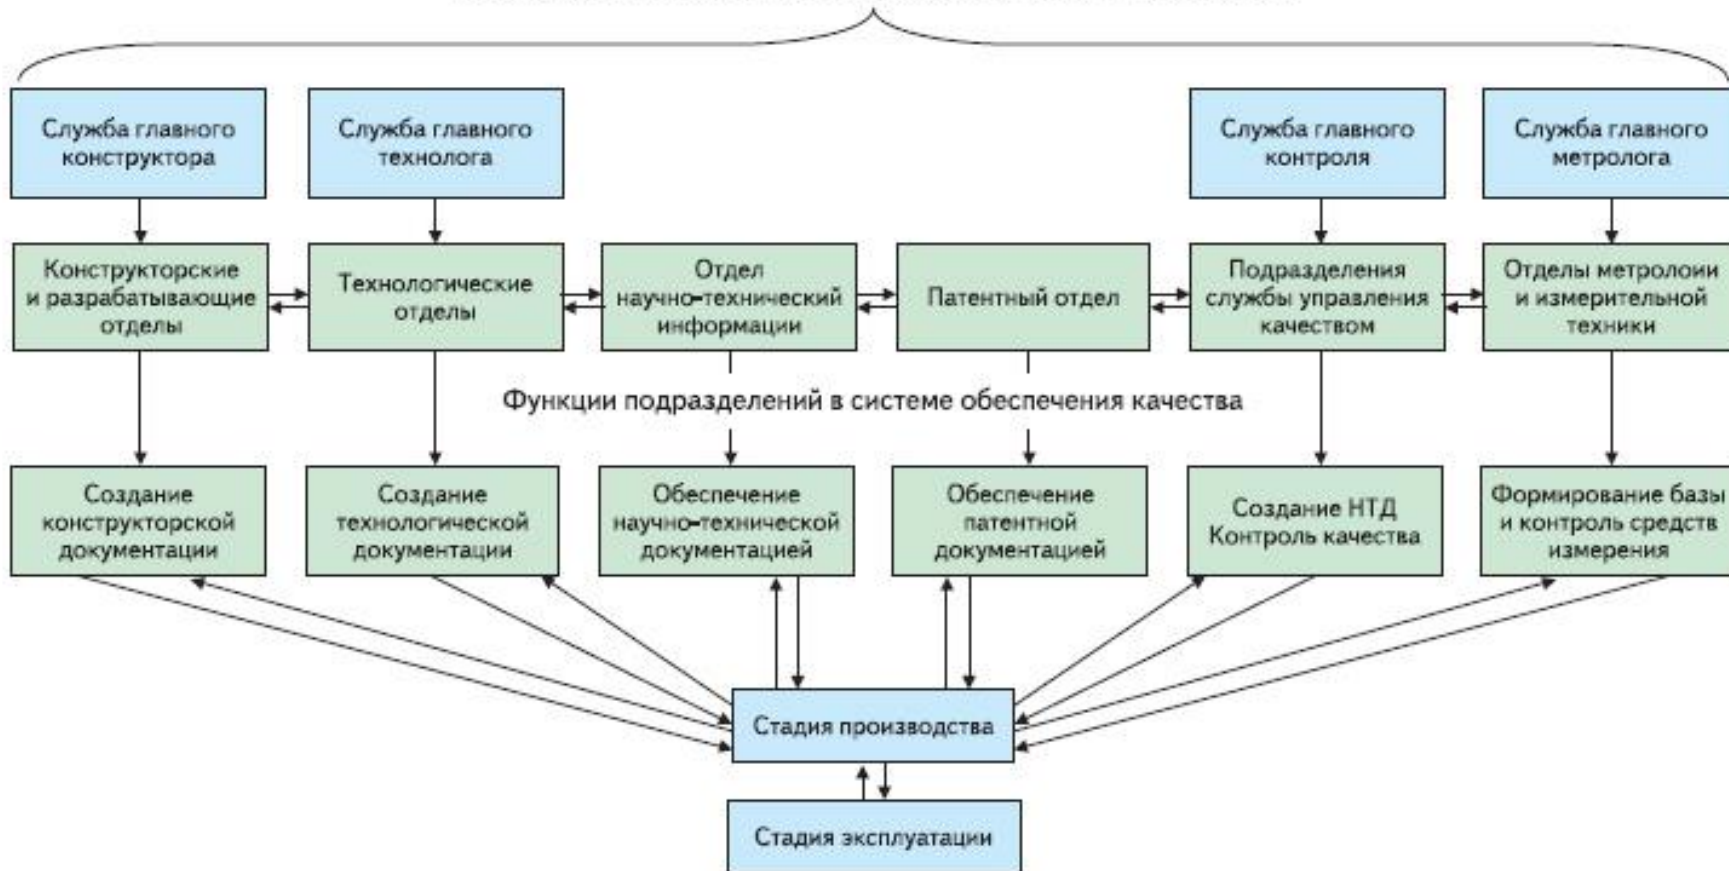 Служба главного
конструктора
Служба главного
технолога
Служба главного
контроля
Служба главного
метролога
Конструкторские
и разрабатывающие
отделы
Технологические
отделы
Отдел
научно-технический
информации
Патентный отдел
Подразделения
службы управления
качеством
Отделы метролоии
и измерительной
техники
Функции подразделений в системе обеспечения качества
Создание
конструкторской
документации
Создание
технологической
документации
Обеспечение
научно-технической
документацией
Обеспечение
патентной
документацией
Создание НТД
Контроль качества
Формирование базы
и контроль средств
измерения
Стадия производства
Стадия эксплуатации